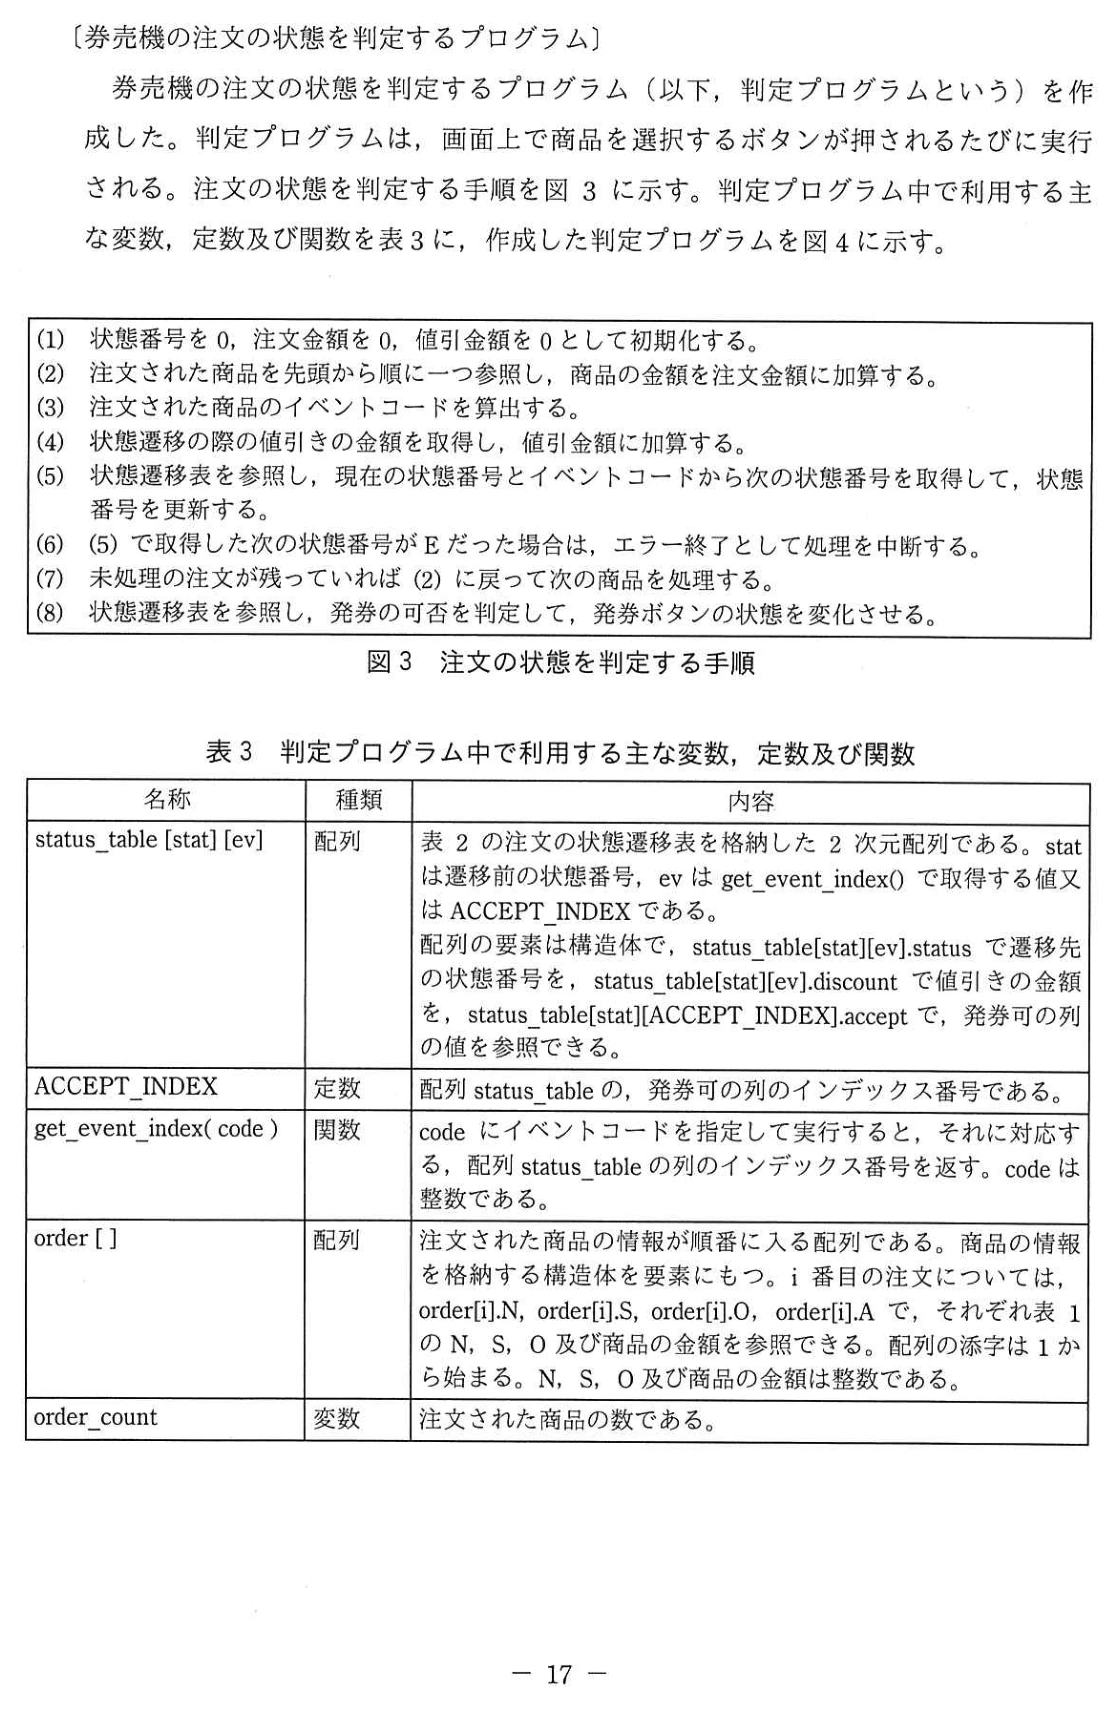 〔券売機の注文の状態を判定するプログラム〕
券売機の注文の状態を判定するプログラム（以下，判定プログラムという）を作
成した。判定プログラムは，画面上で商品を選択するボタンが押されるたびに実行
される。注文の状態を判定する手順を図 3 に示す。判定プログラム中で利用する主
な変数，定数及び関数を表 3 に，作成した判定プログラムを図 4 に示す。
(1) 状態番号を 0，注文金額を 0，値引金額を 0 として初期化する。
(2) 注文された商品を先頭から順に一つ参照し，商品の金額を注文金額に加算する。
(3) 注文された商品のイベントコードを算出する。
(4) 状態遷移の際の値引きの金額を取得し，値引金額に加算する。
(5) 状態遷移表を参照し，現在の状態番号とイベントコードから次の状態番号を取得して，状態
番号を更新する。
(6) (5) で取得した次の状態番号が E だった場合は，エラー終了として処理を中断する。
(7) 未処理の注文が残っていれば (2) に戻って次の商品を処理する。
(8) 状態遷移表を参照し，発券の可否を判定して，発券ボタンの状態を変化させる。
図 3 注文の状態を判定する手順
表 3 判定プログラム中で利用する主な変数，定数及び関数
名称 種類 内容
status_table [stat] [ev] 配列 表 2 の注文の状態遷移表を格納した 2 次元配列である。stat
は遷移前の状態番号，ev は get_event_index() で取得する値又
は ACCEPT_INDEX である。
配列の要素は構造体で，status_table[stat][ev].status で遷移先
の状態番号を，status_table[stat][ev].discount で値引きの金額
を，status_table[stat][ACCEPT_INDEX].accept で，発券可の列
の値を参照できる。
ACCEPT_INDEX 定数 配列 status_table の，発券可の列のインデックス番号である。
get_event_index( code ) 関数 code にイベントコードを指定して実行すると，それに対応す
る，配列 status_table の列のインデックス番号を返す。code は
整数である。
order [ ] 配列 注文された商品の情報が順番に入る配列である。商品の情報
を格納する構造体を要素にもつ。i 番目の注文については，
order[i].N, order[i].S, order[i].O，order[i].A で，それぞれ表 1
の N，S，O 及び商品の金額を参照できる。配列の添字は 1 か
ら始まる。N，S，O 及び商品の金額は整数である。
order_count 変数 注文された商品の数である。
－ 17 －